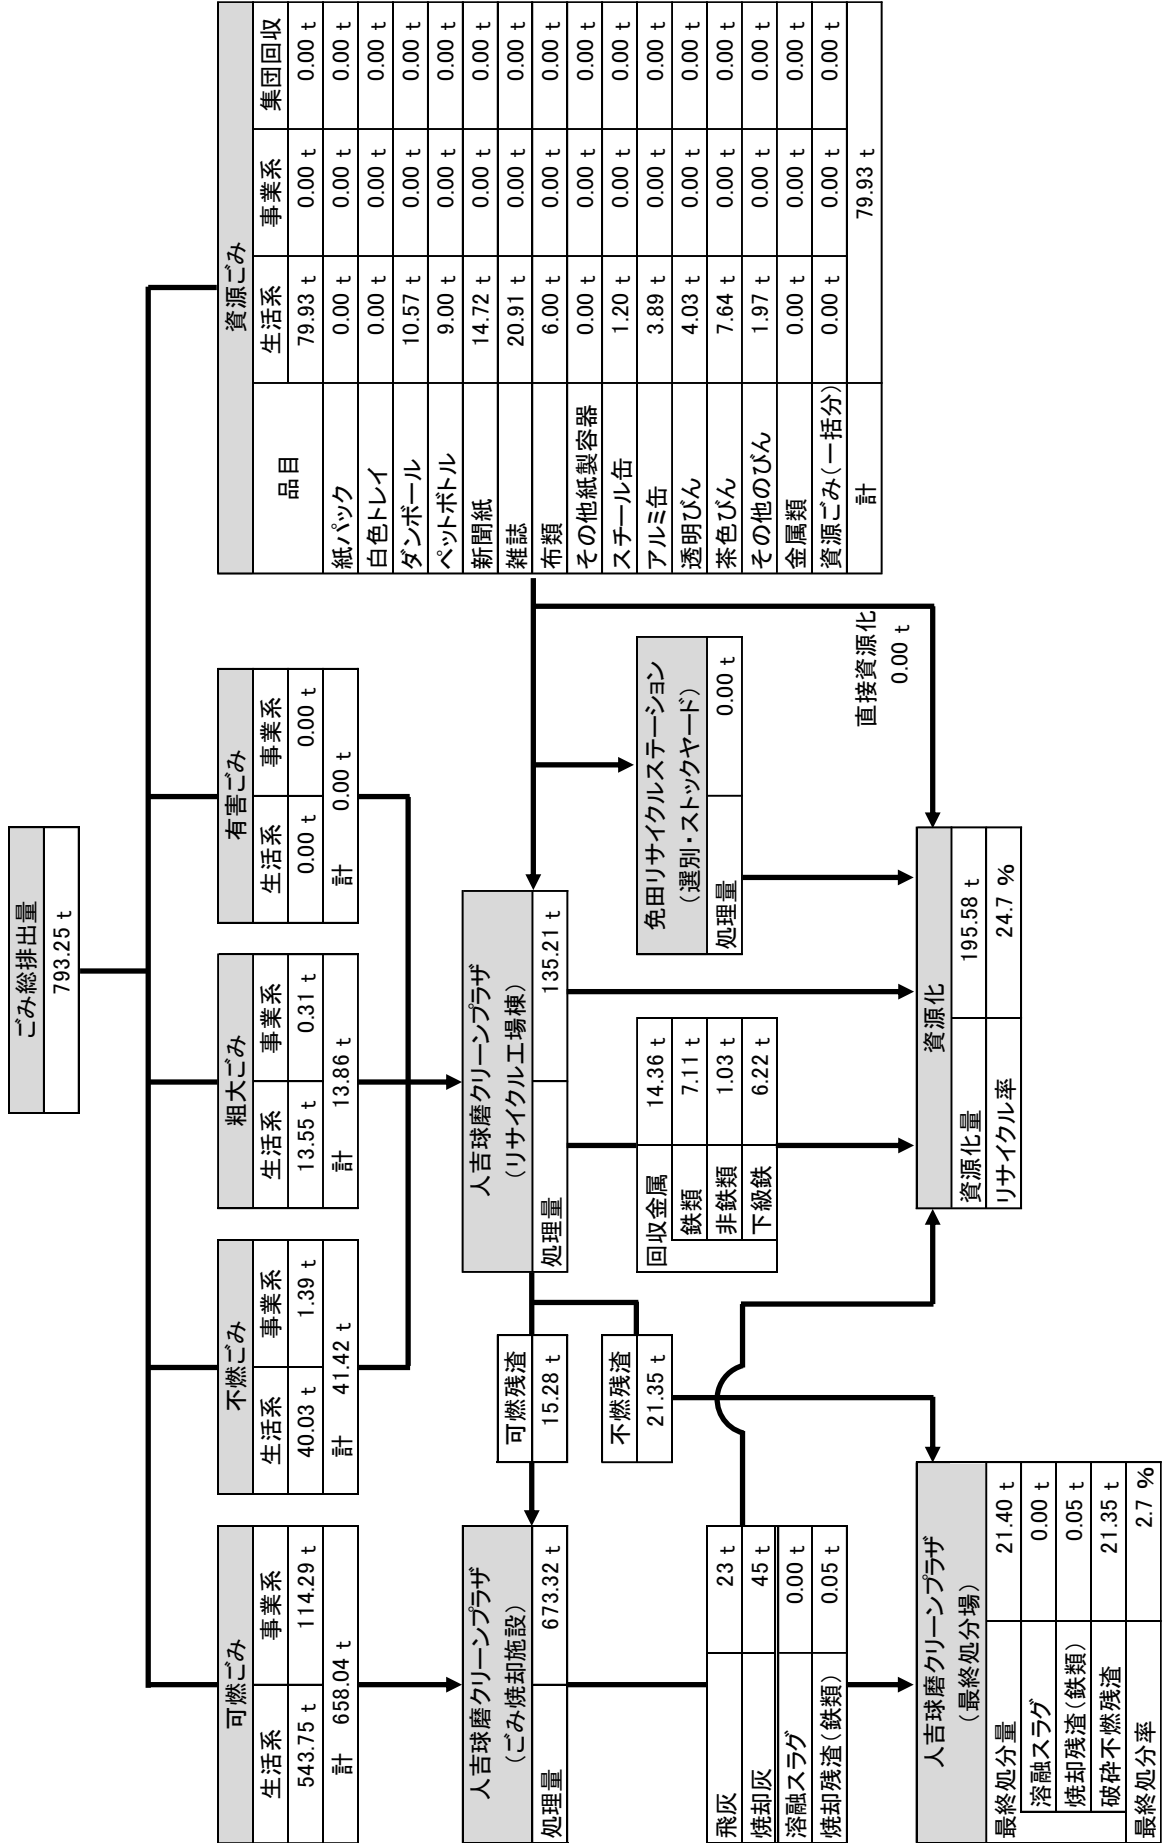 ごみ総排出量
793.25 t
可燃ごみ
生活系 事業系
543.75 t 114.29 t
計 658.04 t
不燃ごみ
生活系 事業系
40.03 t 1.39 t
計 41.42 t
粗大ごみ
生活系 事業系
13.55 t 0.31 t
計 13.86 t
有害ごみ
生活系 事業系
0.00 t 0.00 t
計 0.00 t
資源ごみ
品目 生活系 事業系 集団回収
79.93 t 0.00 t 0.00 t
紙パック 0.00 t 0.00 t 0.00 t
白色トレイ 0.00 t 0.00 t 0.00 t
ダンボール 10.57 t 0.00 t 0.00 t
ペットボトル 9.00 t 0.00 t 0.00 t
新聞紙 14.72 t 0.00 t 0.00 t
雑誌 20.91 t 0.00 t 0.00 t
布類 6.00 t 0.00 t 0.00 t
その他紙製容器 0.00 t 0.00 t 0.00 t
スチール缶 1.20 t 0.00 t 0.00 t
アルミ缶 3.89 t 0.00 t 0.00 t
透明びん 4.03 t 0.00 t 0.00 t
茶色びん 7.64 t 0.00 t 0.00 t
その他のびん 1.97 t 0.00 t 0.00 t
金属類 0.00 t 0.00 t 0.00 t
資源ごみ(一括分) 0.00 t 0.00 t 0.00 t
計 79.93 t
人吉球磨クリーンプラザ
(ごみ焼却施設)
処理量 673.32 t
可燃残渣
15.28 t
不燃残渣
21.35 t
人吉球磨クリーンプラザ
(リサイクル工場棟)
処理量 135.21 t
回収金属 14.36 t
鉄類 7.11 t
非鉄類 1.03 t
下級鉄 6.22 t
免田リサイクルステーション
(選別・ストックヤード)
処理量 0.00 t
直接資源化
0.00 t
飛灰 23 t
焼却灰 45 t
溶融スラグ 0.00 t
焼却残渣(鉄類) 0.05 t
人吉球磨クリーンプラザ
(最終処分場)
最終処分量 21.40 t
溶融スラグ 0.00 t
焼却残渣(鉄類) 0.05 t
破砕不燃残渣 21.35 t
最終処分率 2.7 %
資源化
資源化量 195.58 t
リサイクル率 24.7 %